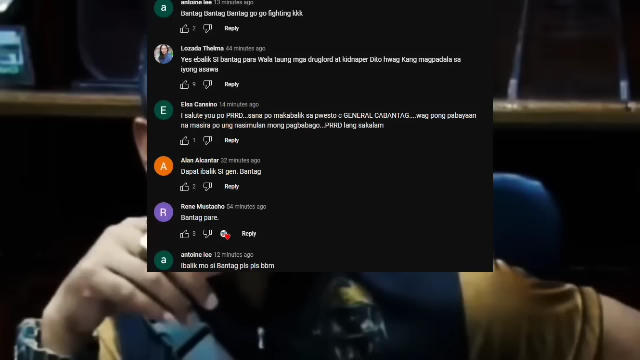 antoine lee 13 minutes ago
Bantag Bantag Bantag go go fighting kkk
2 Reply
Lozada Thelma 44 minutes ago
Yes ebalik SI bantag para Wala taung mga druglord at kidnaper Dito hwag Kang magpadala sa
iyong asawa
9 Reply
Elsa Cansino 14 minutes ago
I salute you po PRRD...sana po makabalik sa pwesto c GENERAL CABANTAG....wag pong pabayaan
na masira po ung nasimulan mong pagbabago...PRRD lang sakalam
1 Reply
Alan Alcantar 32 minutes ago
Dapat ibalik SI gen. Bantag
2 Reply
Rene Mustacho 54 minutes ago
Bantag pare.
Reply
antoine lee 12 minutes ago
Ibalik mo si Bantag pls pls bbm